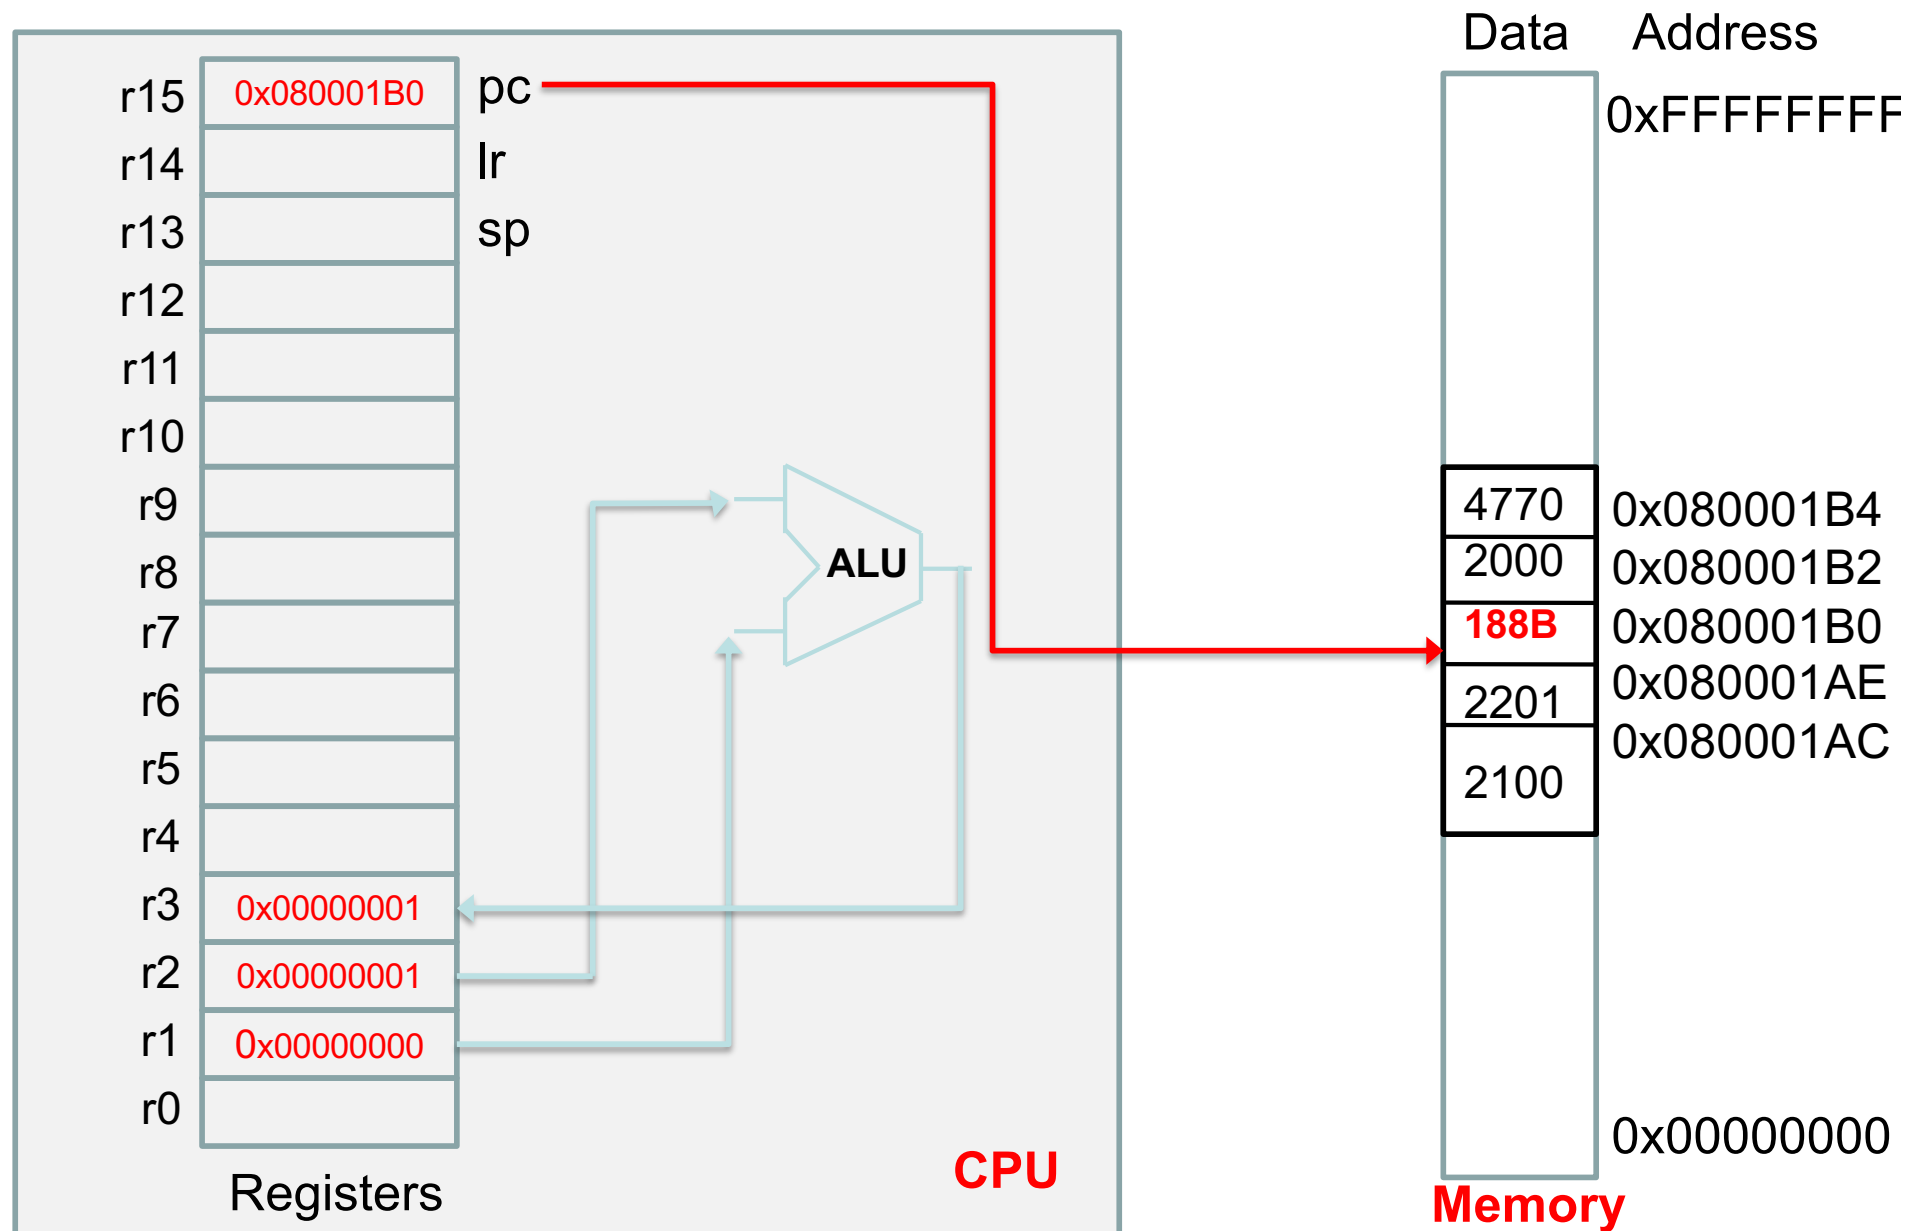 Data Address
r15 0x080001B0 pc
0xFFFFFFFF
r14 lr
r13 sp
r12
r11
r10
r9
4770 0x080001B4
r8
ALU
2000 0x080001B2
r7
188B 0x080001B0
r6
2201 0x080001AE
r5
2100 0x080001AC
r4
r3 0x00000001
r2 0x00000001
r1 0x00000000
r0
0x00000000
Registers
CPU
Memory